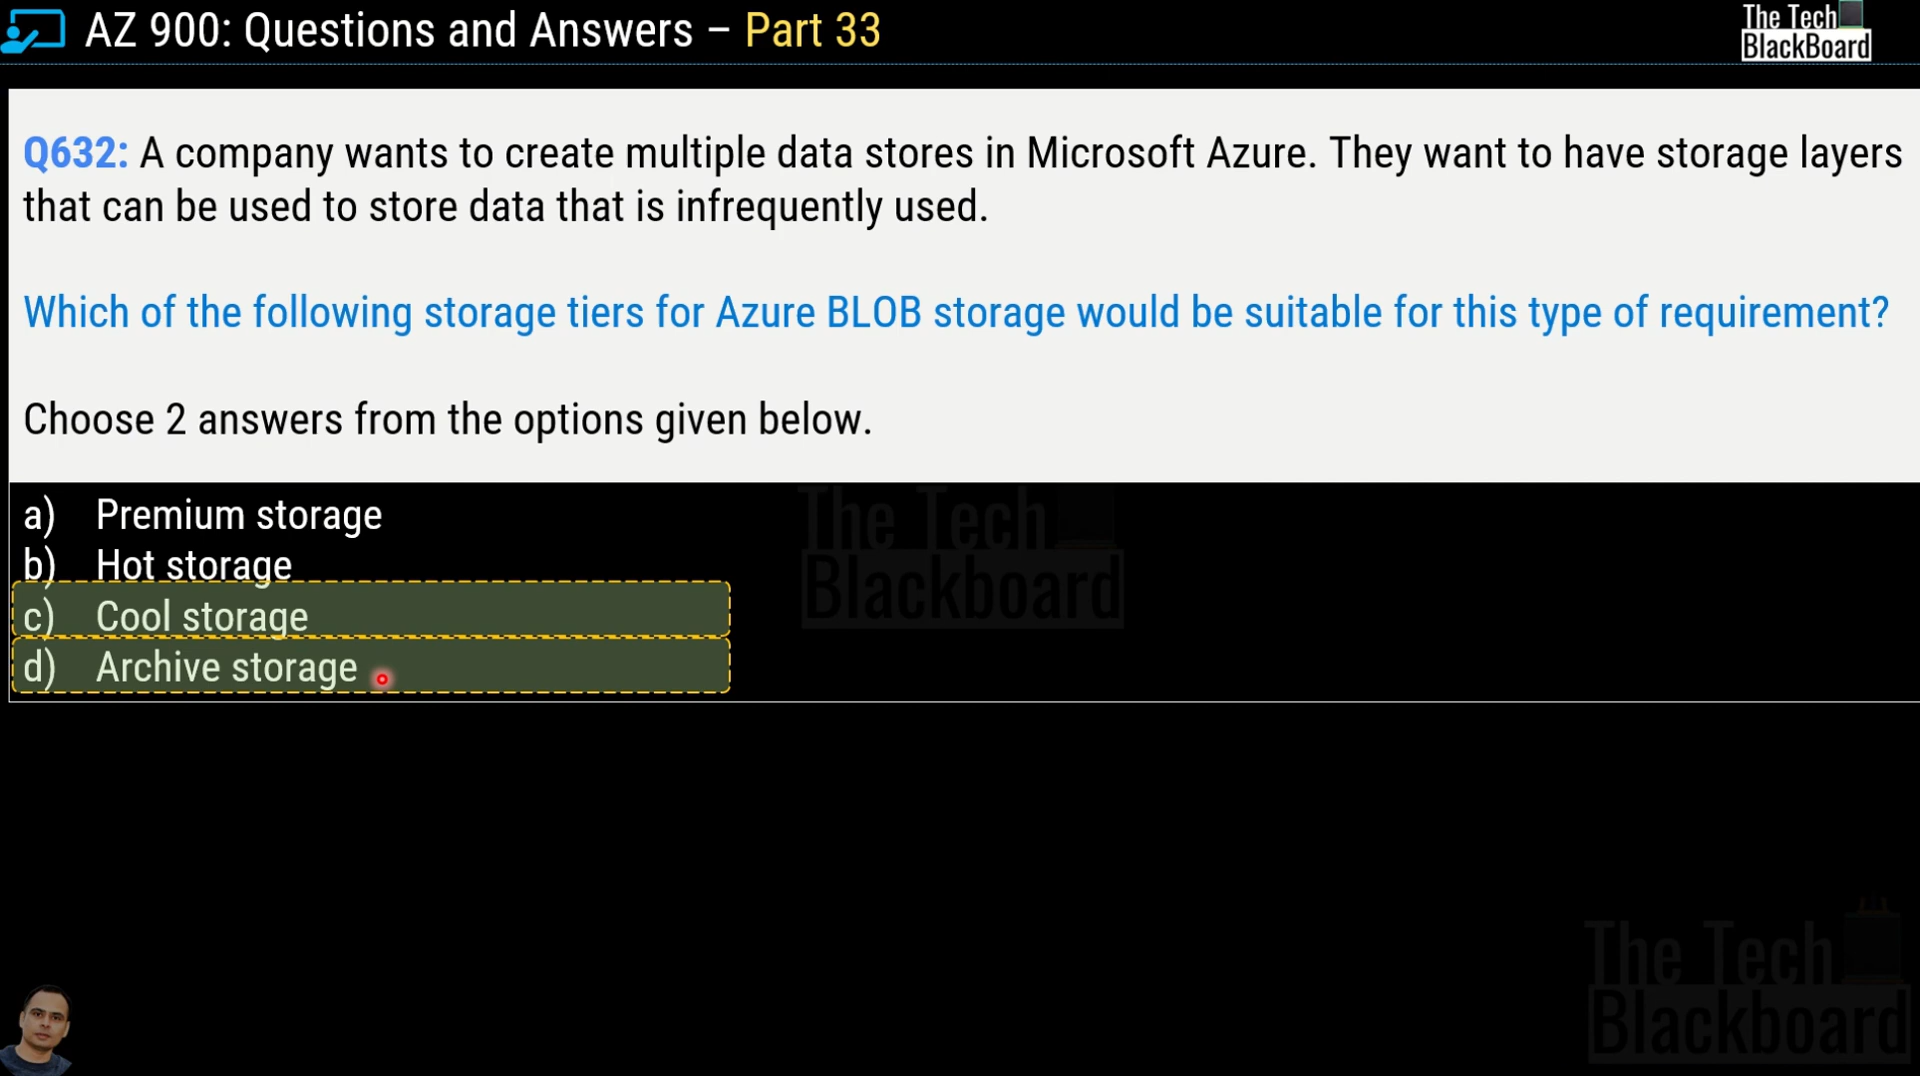 AZ 900: Questions and Answers – Part 33
The Tech
BlackBoard
Q632: A company wants to create multiple data stores in Microsoft Azure. They want to have storage layers
that can be used to store data that is infrequently used.
Which of the following storage tiers for Azure BLOB storage would be suitable for this type of requirement?
Choose 2 answers from the options given below.
a) Premium storage
b) Hot storage
c) Cool storage
d) Archive storage
The Tech
Blackboard
The Tech
Blackboard